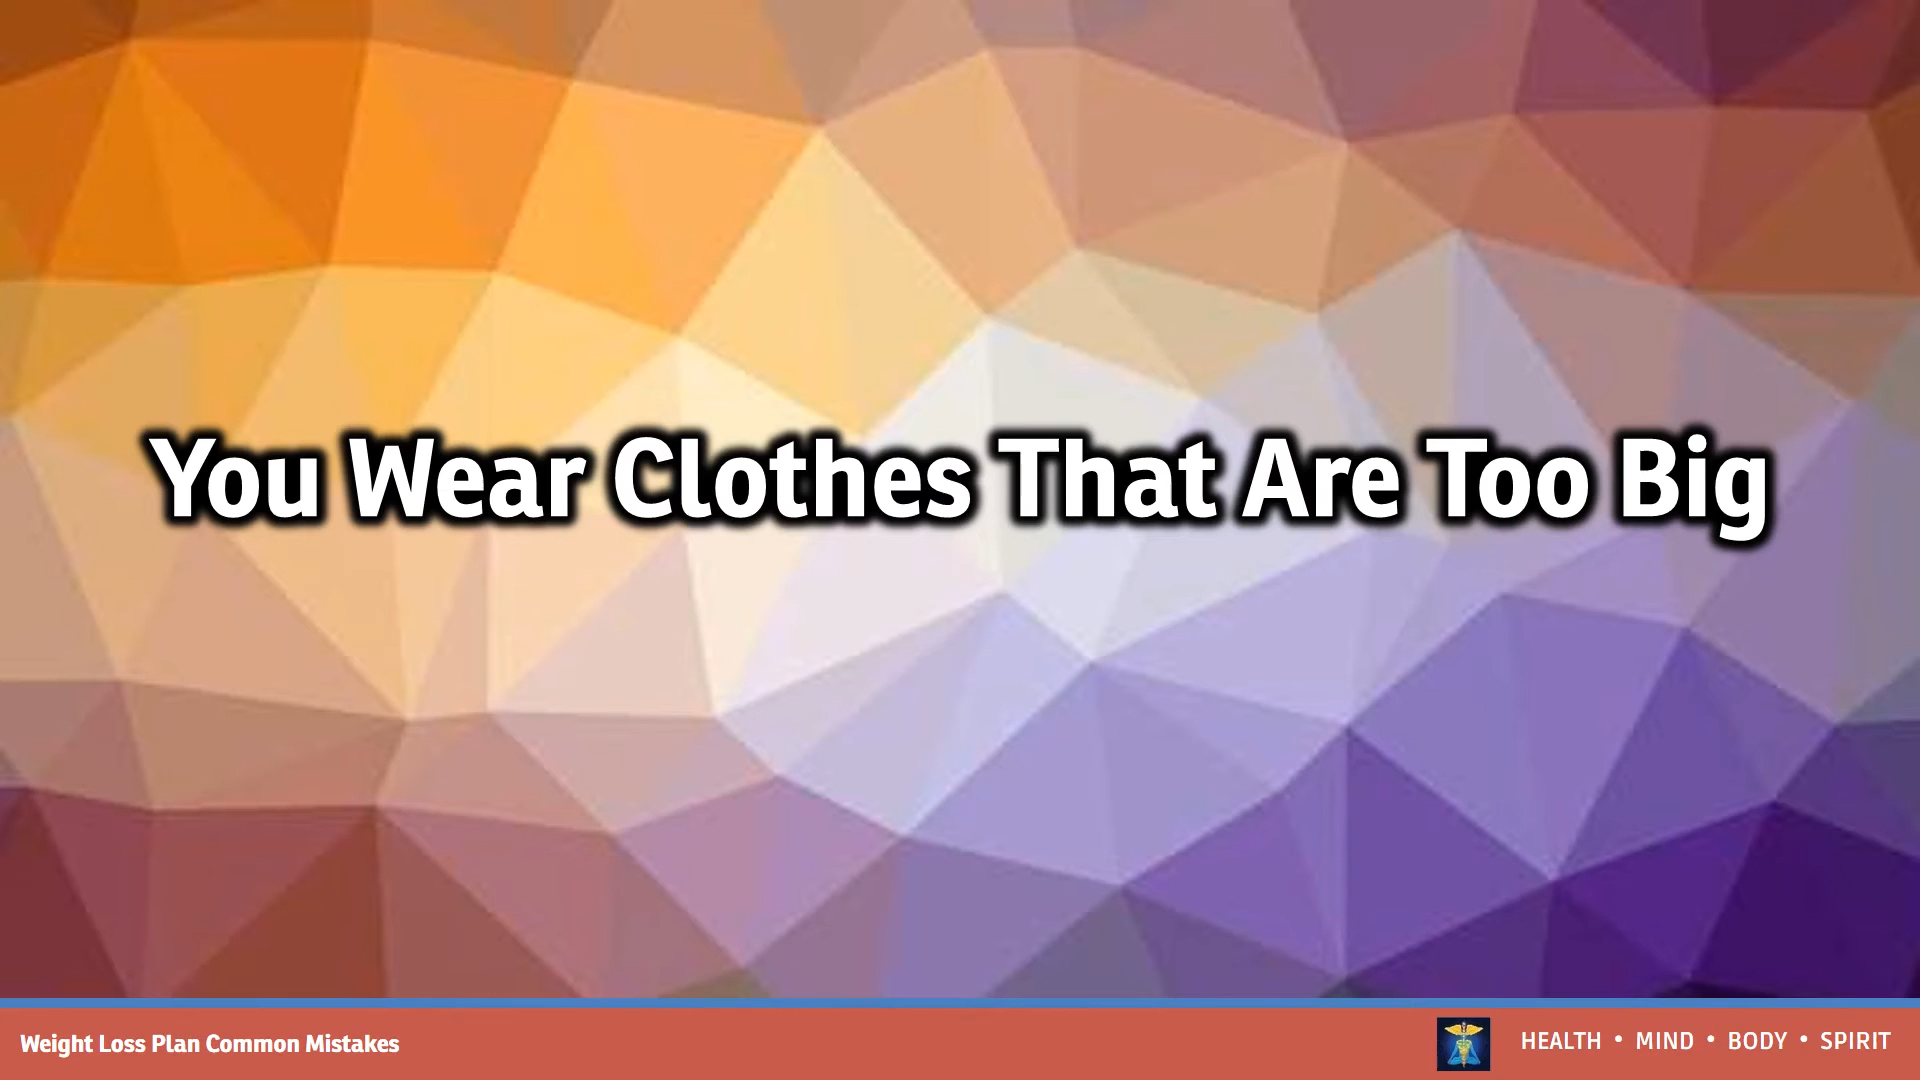 You Wear Clothes That Are Too Big
Weight Loss Plan Common Mistakes
HEALTH • MIND • BODY • SPIRIT